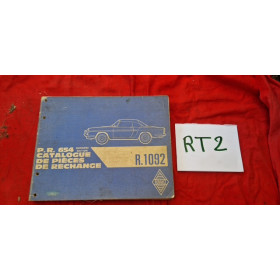 P.R. 654
CATALOGUE
DE PIÈCES
DE RECHANGE
R.1092
RT2